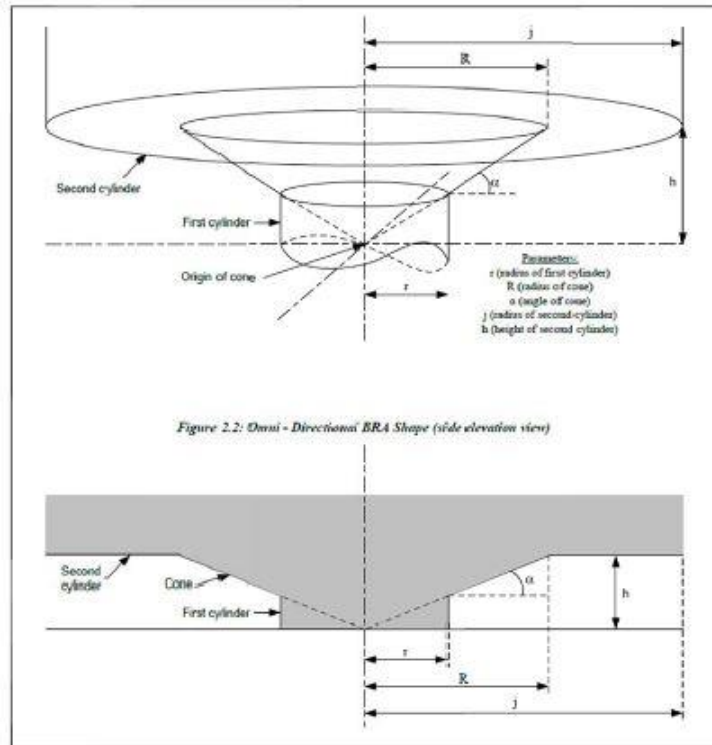 j
R
Second cylinder
α
h
First cylinder
Origin of cone
r
Parameters:
r (radius of first cylinder)
R (radius of cone)
α (angle off cone)
j (radius of second-cylinder)
h (height of second cylinder)
Figure 2.2: Omni - Directional BRA Shape (side elevation view)
Second
cylinder
Cone
First cylinder
α
h
r
R
j